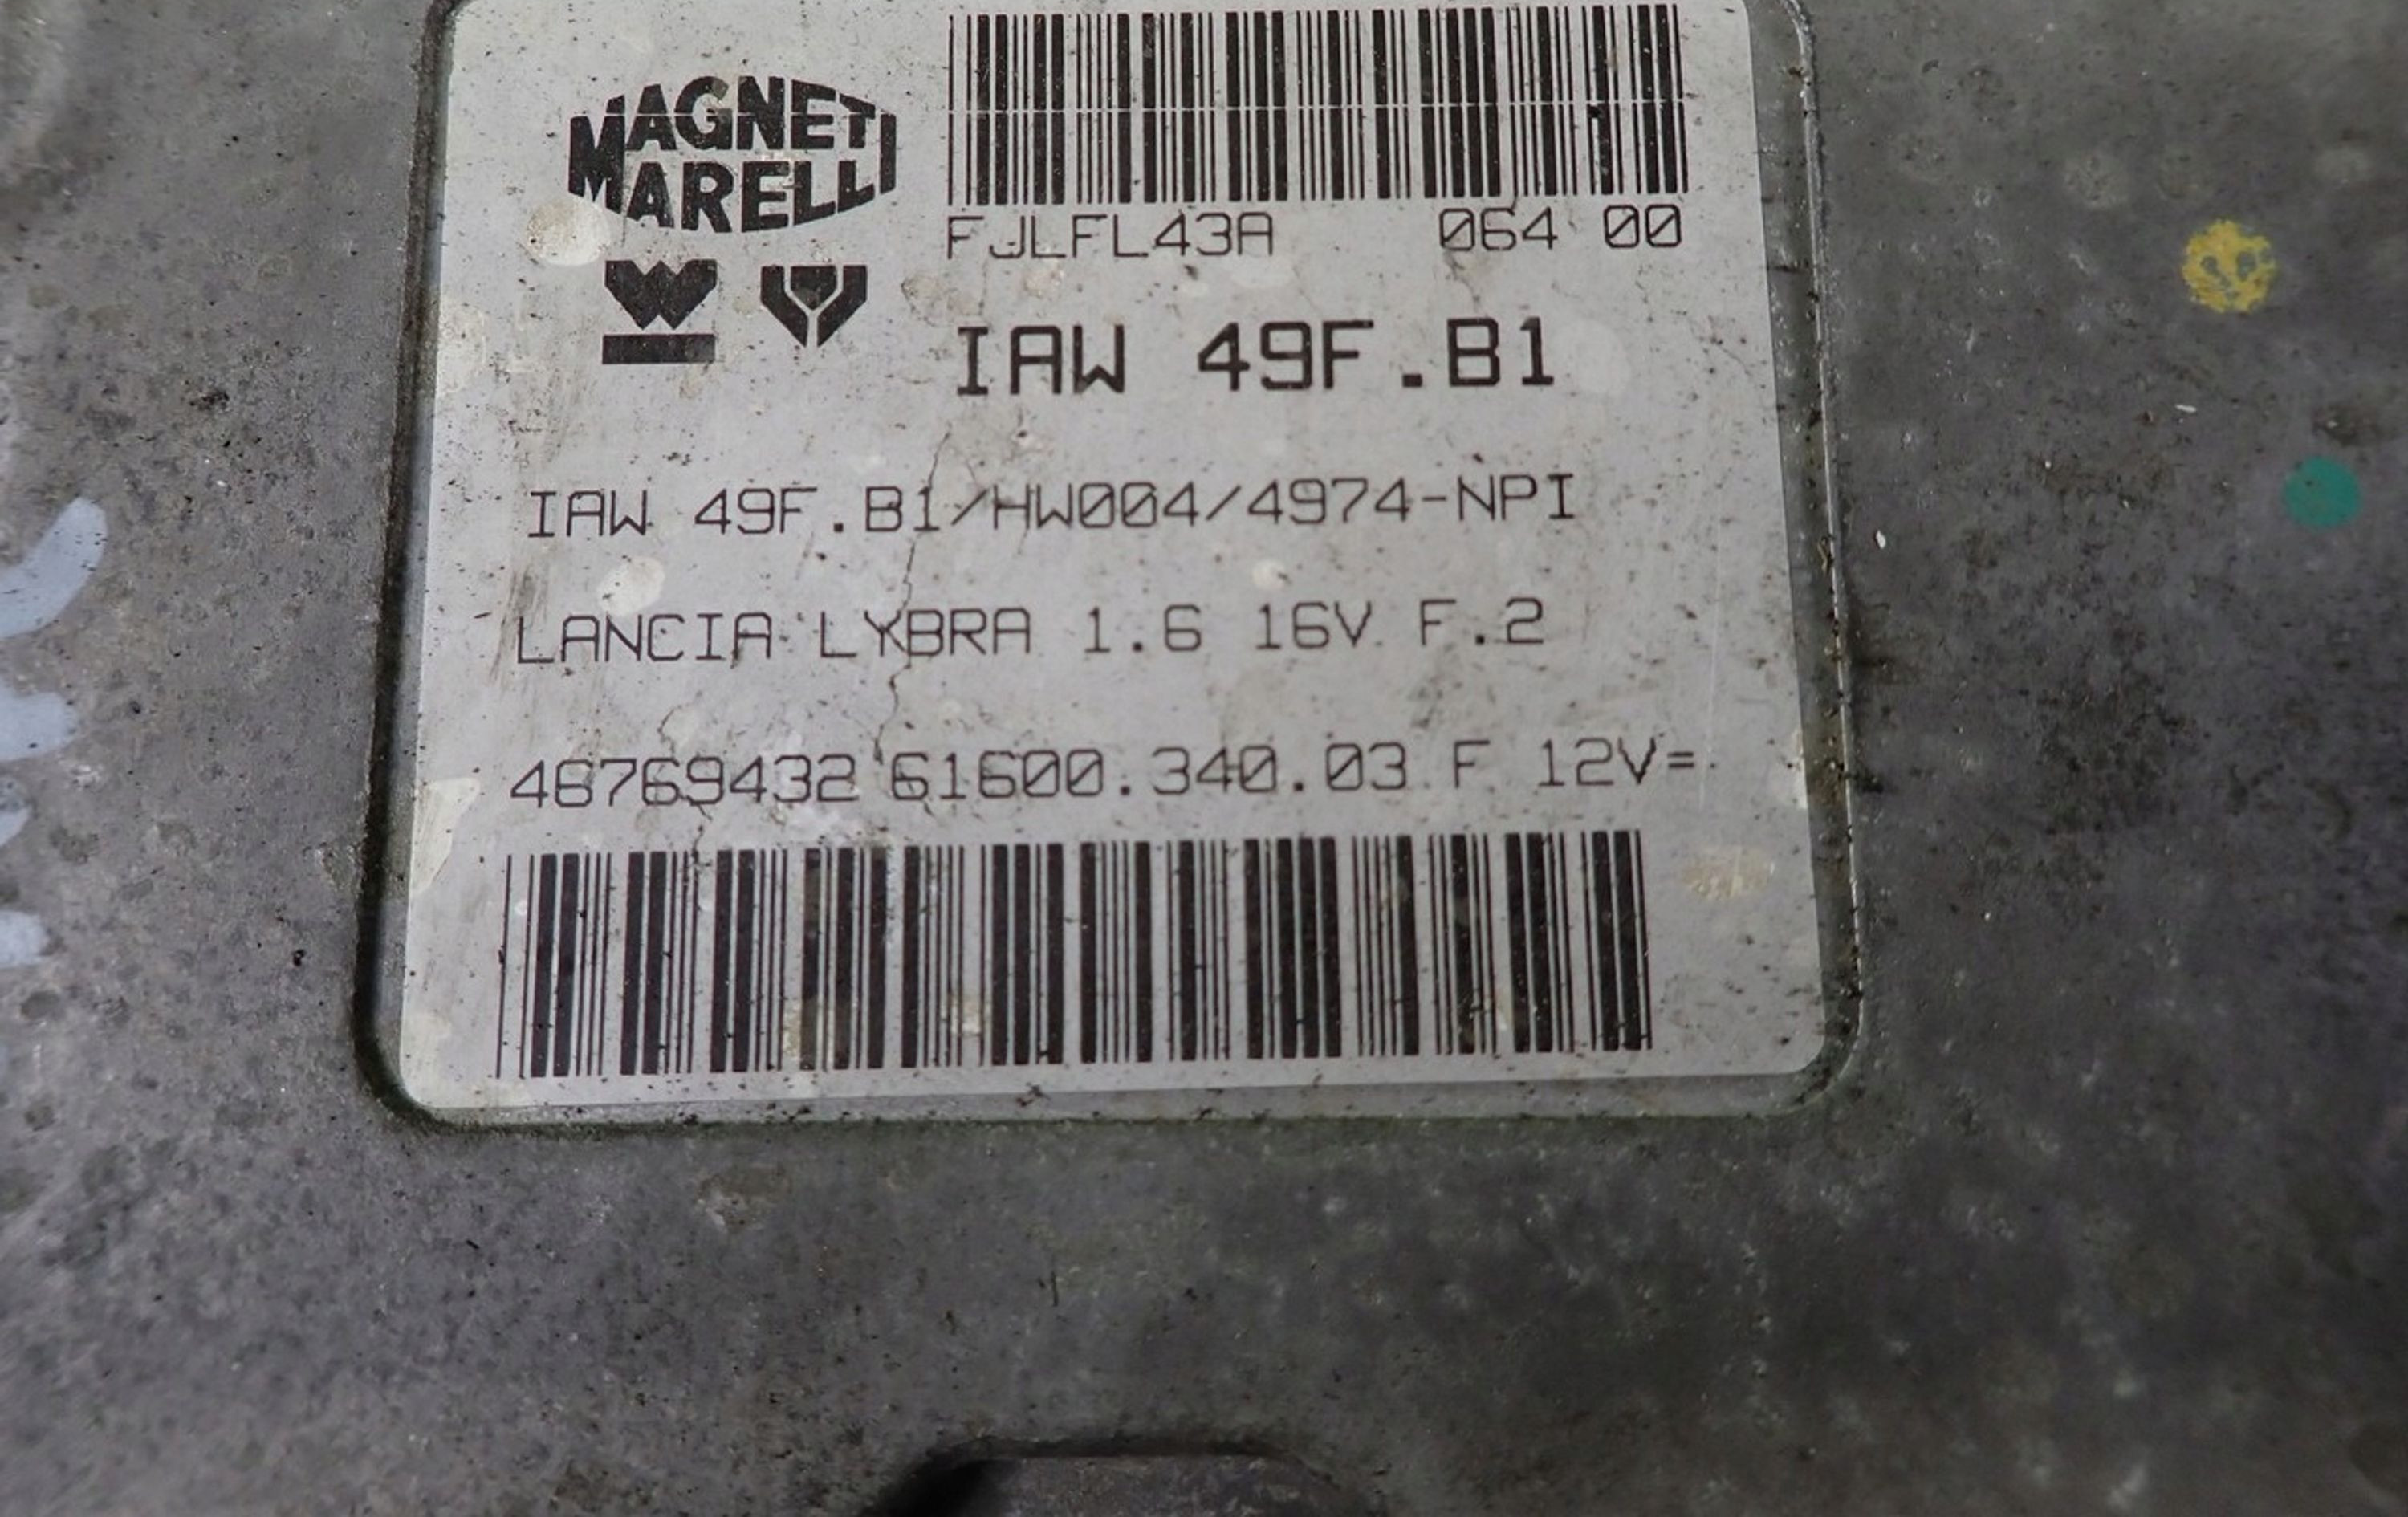 MAGNETI
MARELLI
FJLFL43A 064 00
IAW 49F.B1
IAW 49F.B1/HW004/4974-NPI
LANCIA LYBRA 1.6 16V F.2
46769432 61600.340.03 F 12V=